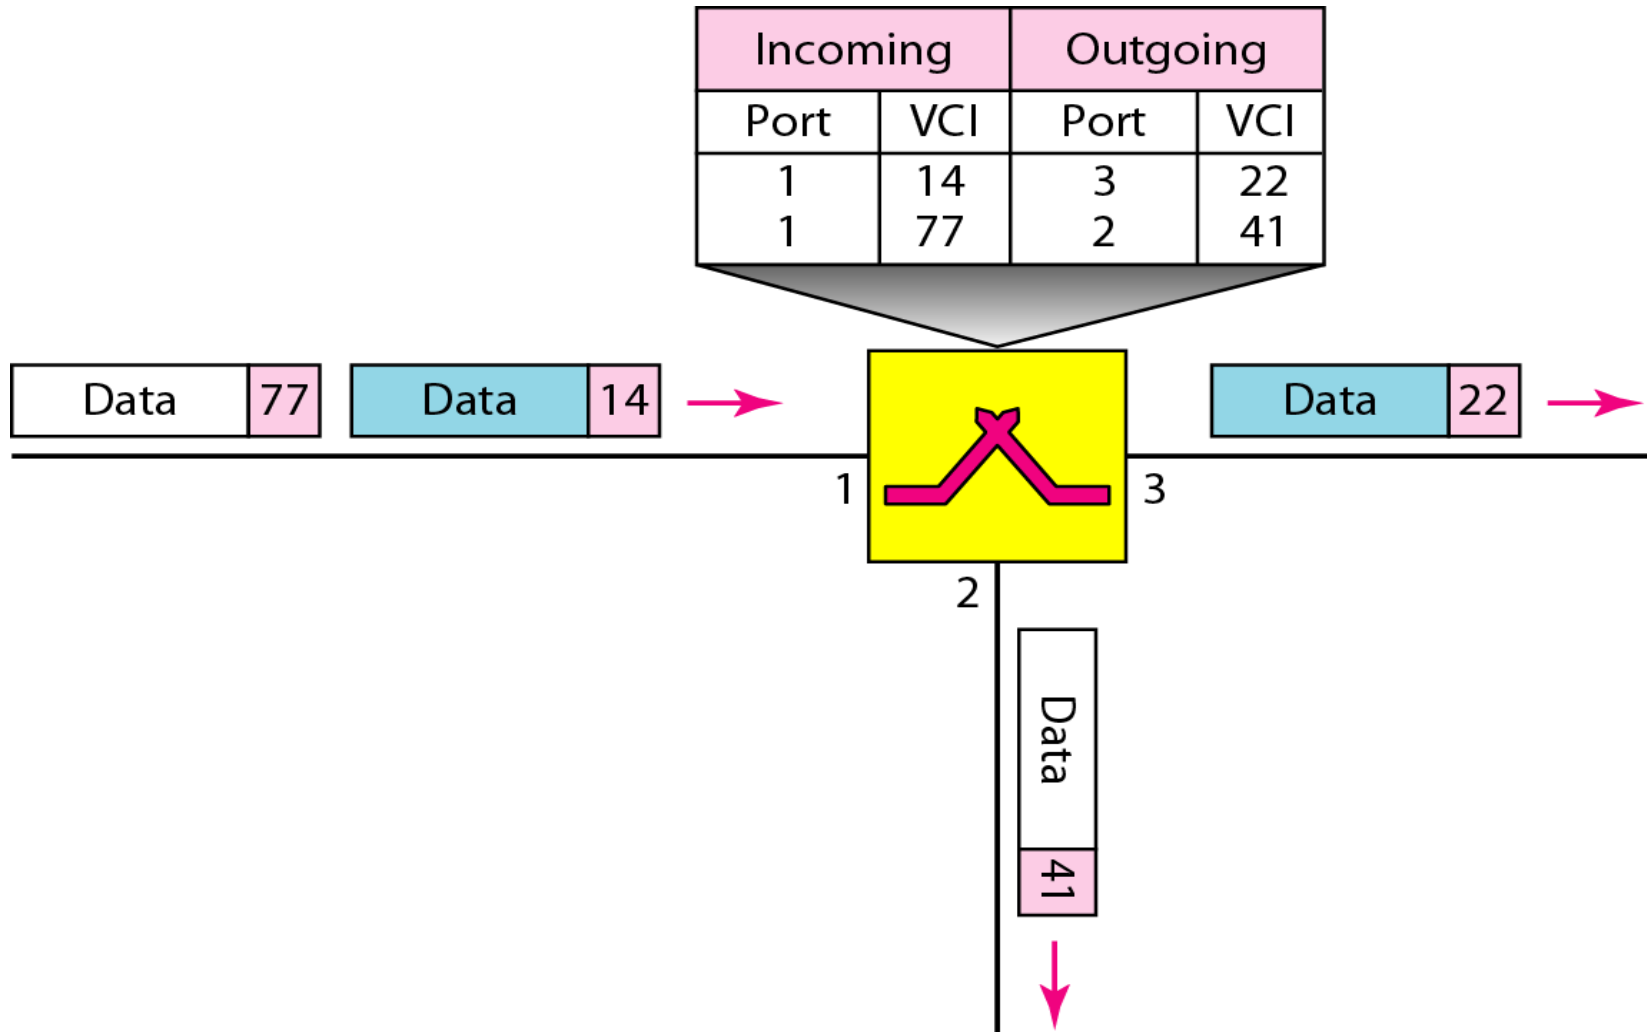 Incoming Outgoing
Port VCI Port VCI
1 14 3 22
1 77 2 41
Data 77 Data 14 Data 22
1 3
2
Data 41